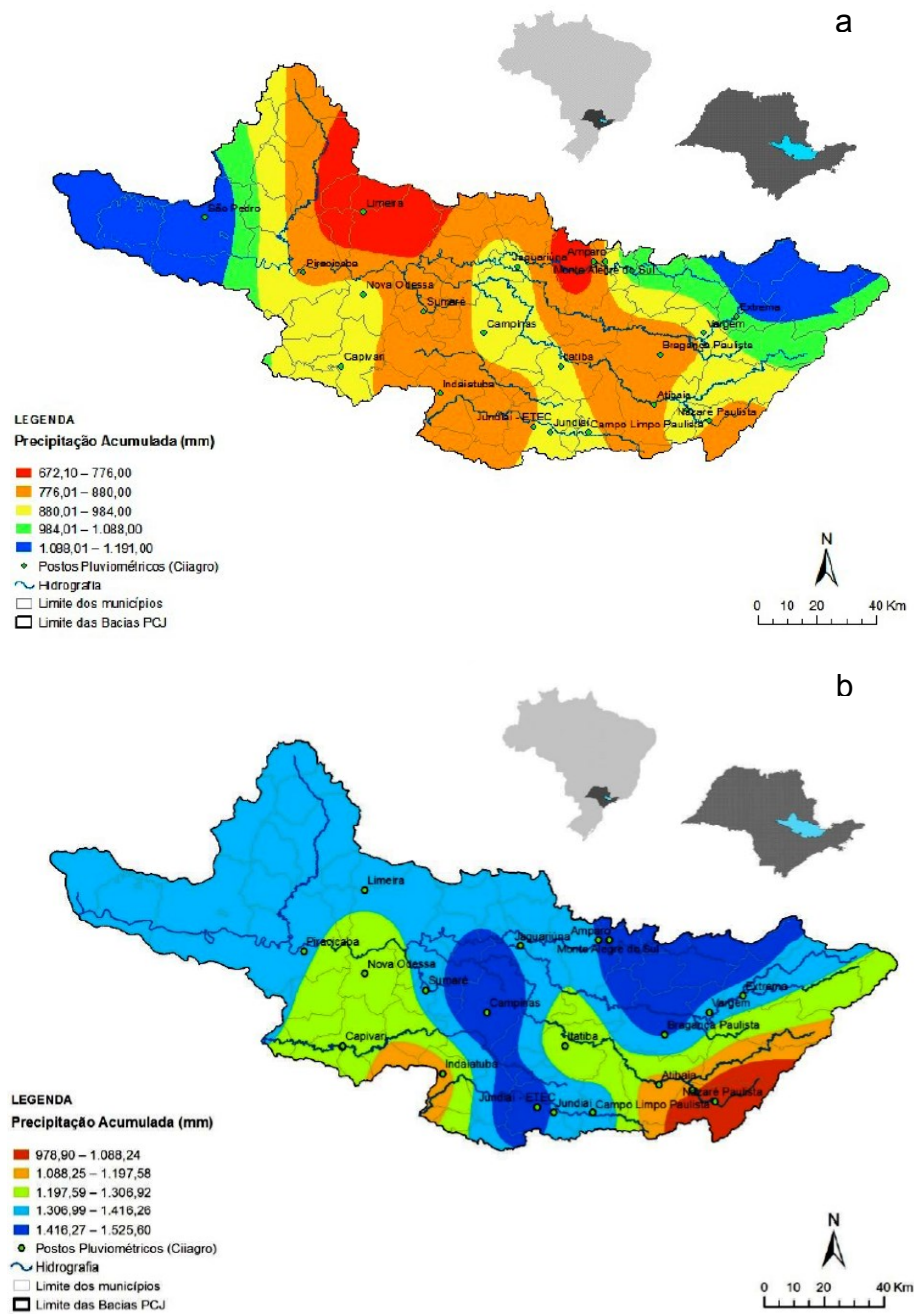 a
São Pedro
Limeira
Piracicaba
Nova Odessa
Sumaré
Jaguariúna
Amparo
Monte Alegre do Sul
Extrema
Vargem
Campinas
Bragança Paulista
Itatiba
Capivari
Indaiatuba
Atibaia
Nazaré Paulista
Jundiaí - ETEC
Jundiaí
Campo Limpo Paulista
LEGENDA
Precipitação Acumulada (mm)
672,10 – 776,00
776,01 – 880,00
880,01 – 984,00
984,01 – 1.088,00
1.088,01 – 1.191,00
Postos Pluviométricos (Ciiagro)
Hidrografia
Limite dos municípios
Limite das Bacias PCJ
N
0 10 20 40 Km
b
Limeira
Piracicaba
Nova Odessa
Sumaré
Jaguariúna
Amparo
Monte Alegre do Sul
Extrema
Vargem
Campinas
Bragança Paulista
Itatiba
Capivari
Indaiatuba
Atibaia
Nazaré Paulista
Jundiaí - ETEC
Jundiaí
Campo Limpo Paulista
LEGENDA
Precipitação Acumulada (mm)
978,90 – 1.088,24
1.088,25 – 1.197,58
1.197,59 – 1.306,92
1.306,99 – 1.416,26
1.416,27 – 1.525,60
Postos Pluviométricos (Ciiagro)
Hidrografia
Limite dos municípios
Limite das Bacias PCJ
N
0 10 20 40 Km